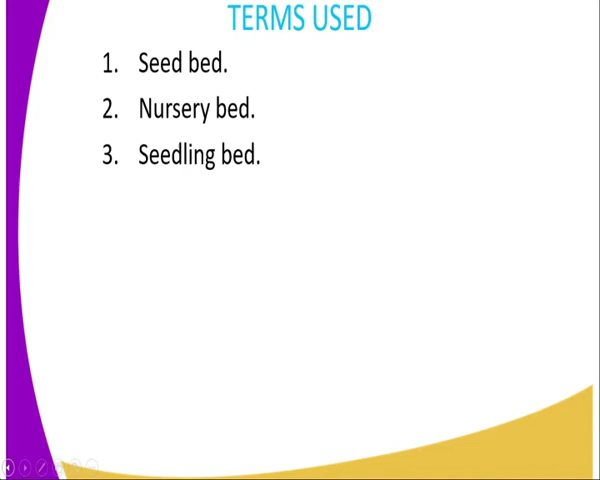 TERMS USED
1. Seed bed.
2. Nursery bed.
3. Seedling bed.